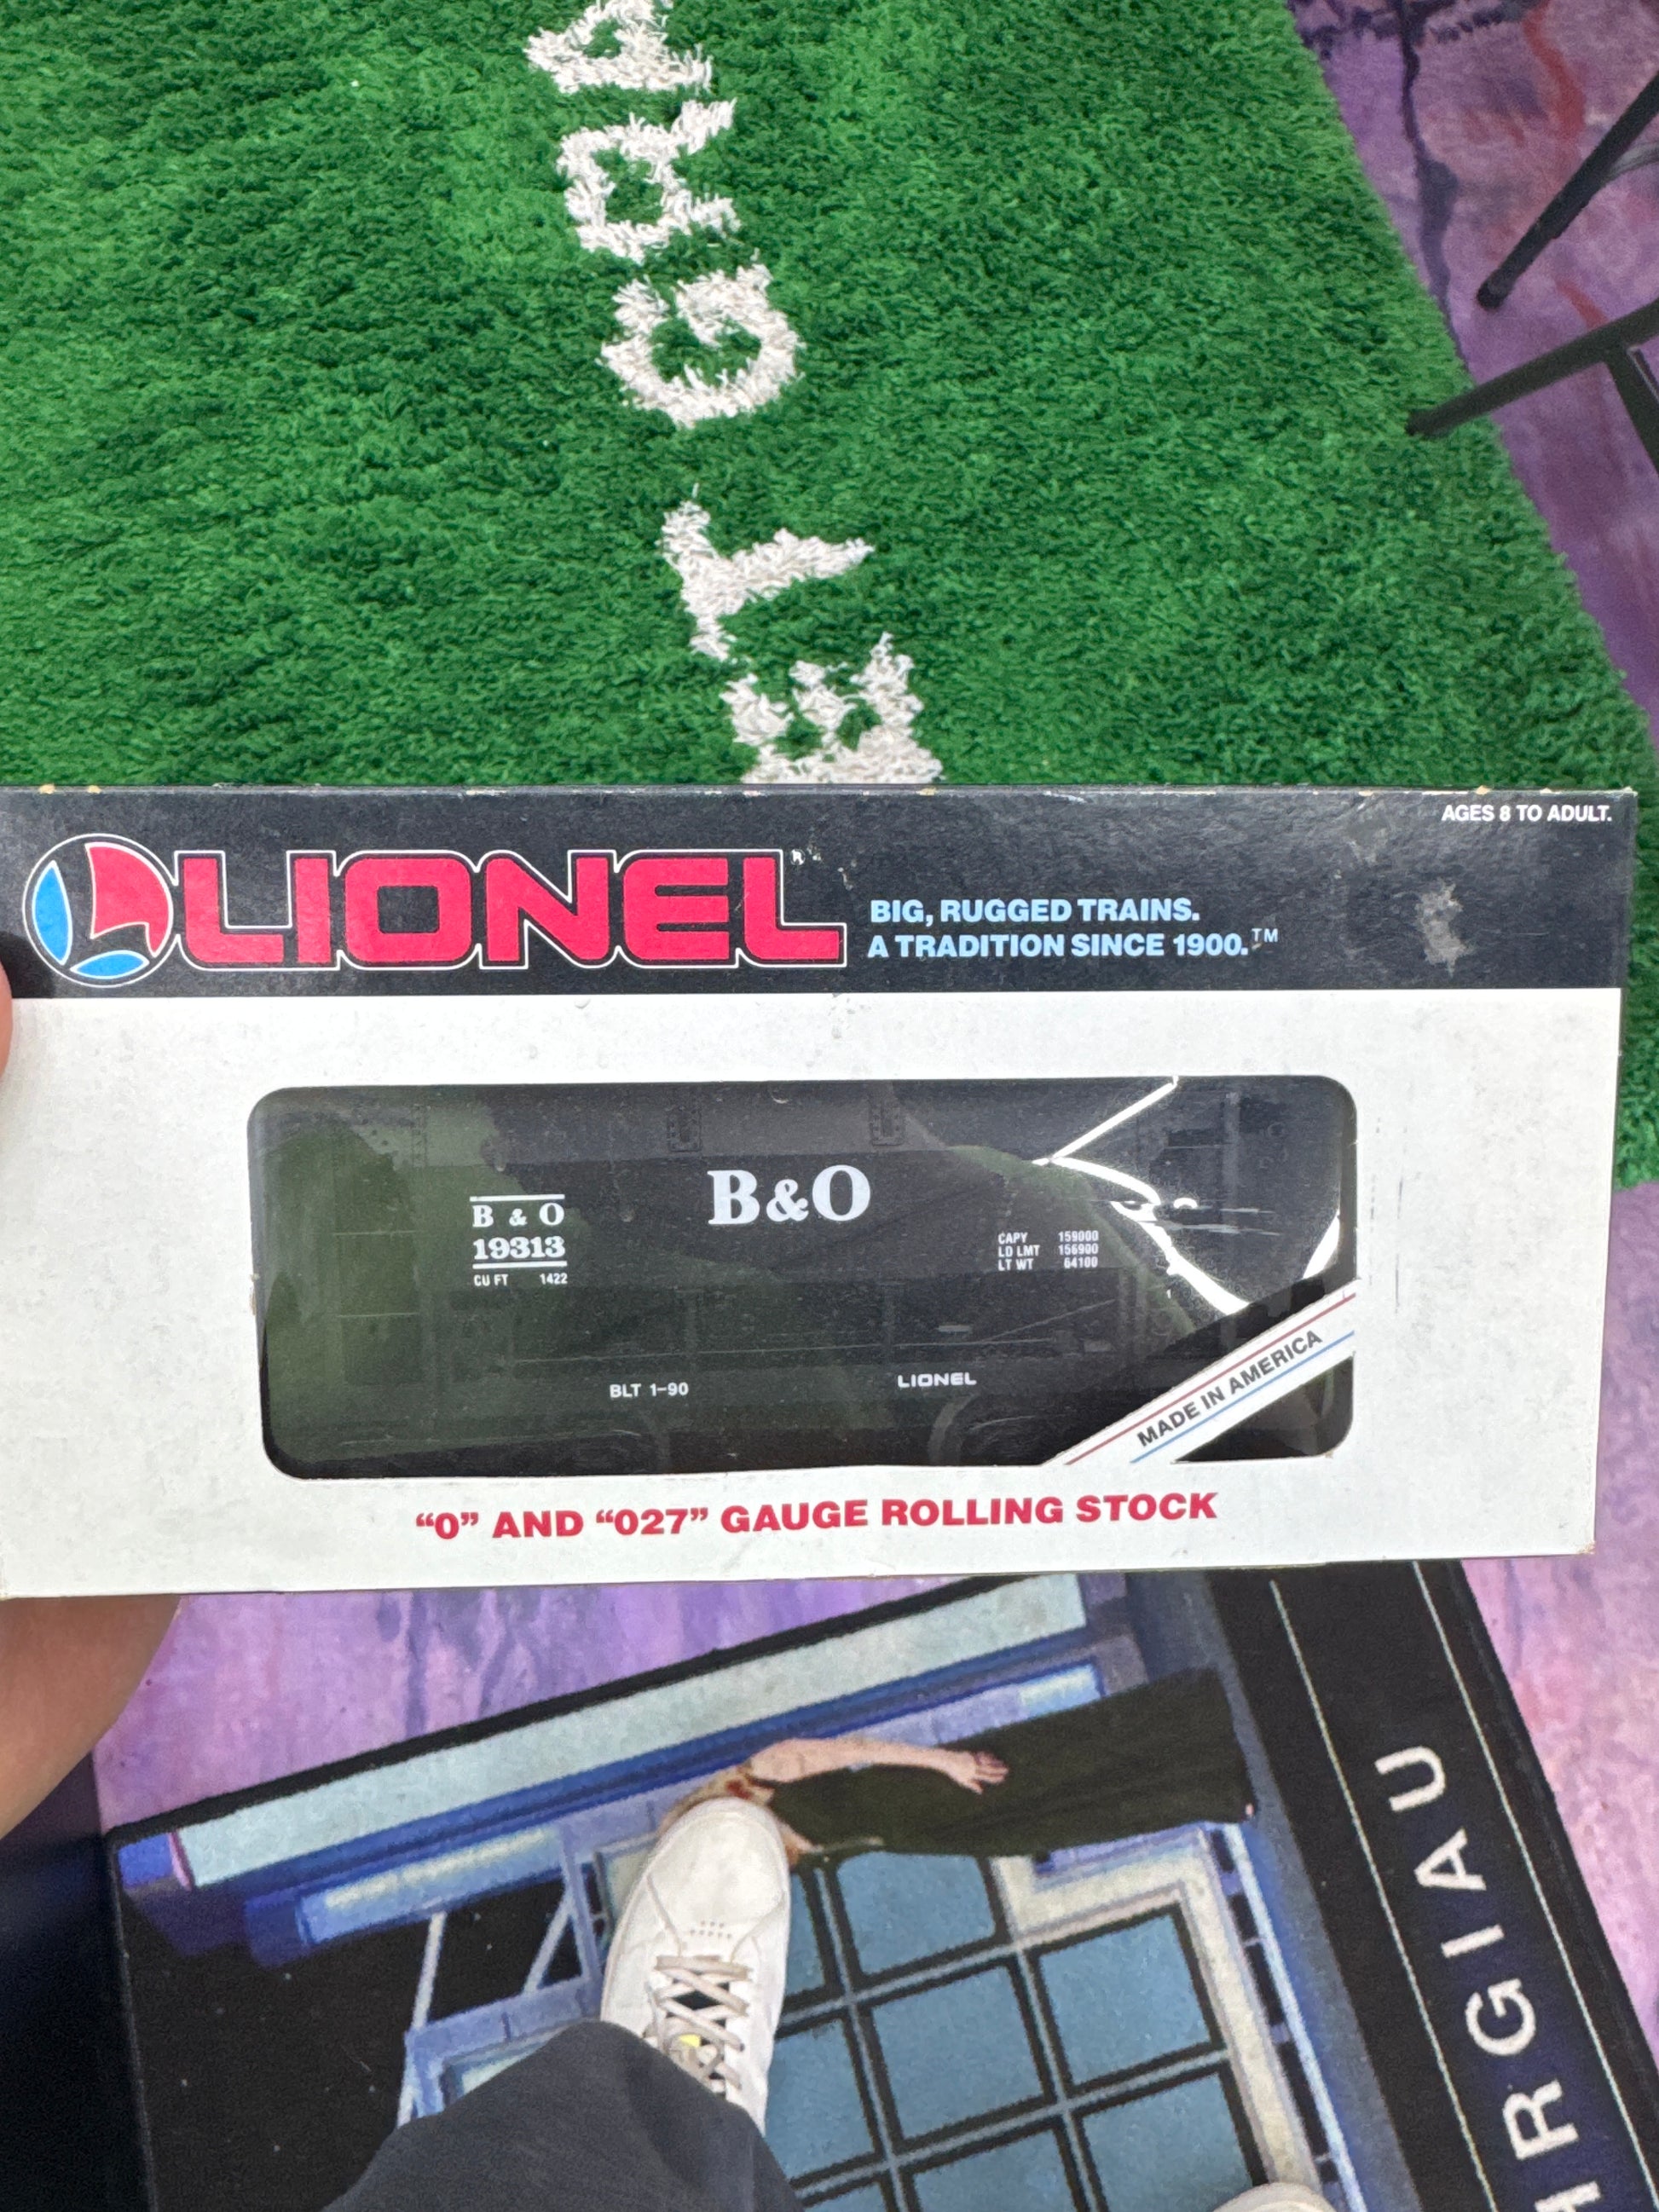 AGES 8 TO ADULT.
LIONEL®
BIG, RUGGED TRAINS.
A TRADITION SINCE 1900.™
B&O
B & O
19313
CU FT 1422
CAPY 159000
LD LMT 156900
LT WT 64100
BLT 1-90
LIONEL
MADE IN AMERICA
"O" AND "027" GAUGE ROLLING STOCK
IRGIAU